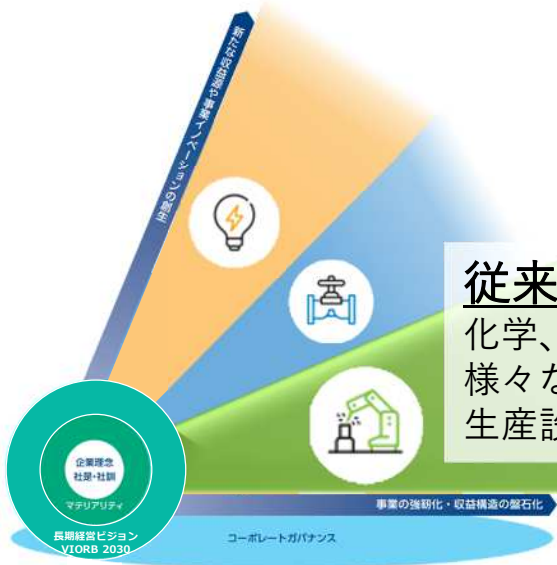 新たな収益源や事業イノベーションの創生
従来
化学、
様々な
生産設
企業理念
社是・社訓
マテリアリティ
長期経営ビジョン
VIORB 2030
事業の強靭化・収益構造の盤石化
コーポレートガバナンス